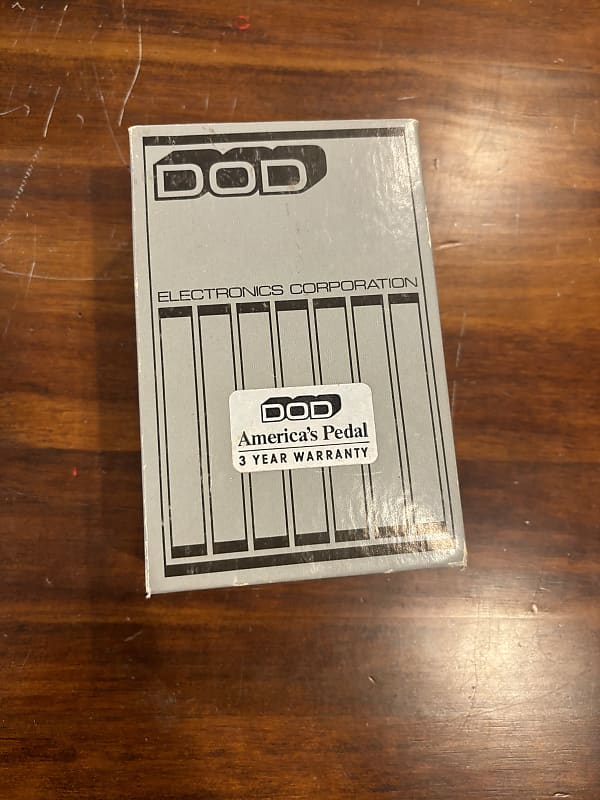 DOD
ELECTRONICS CORPORATION
DOD
America's Pedal
3 YEAR WARRANTY